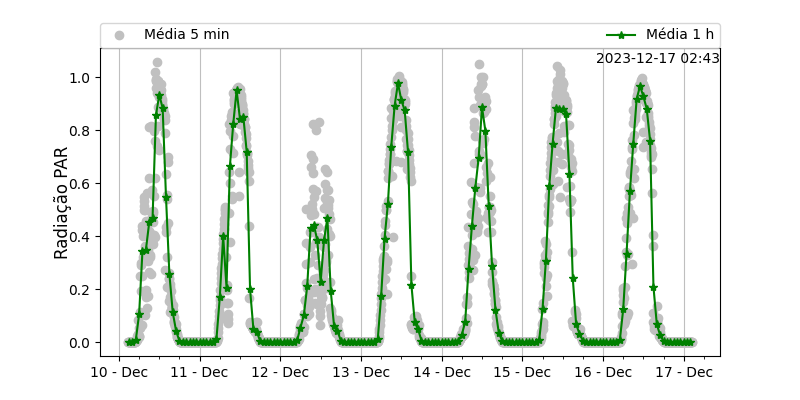 Média 5 min
Média 1 h
2023-12-17 02:43
Radiação PAR
1.0
0.8
0.6
0.4
0.2
0.0
10 - Dec
11 - Dec
12 - Dec
13 - Dec
14 - Dec
15 - Dec
16 - Dec
17 - Dec